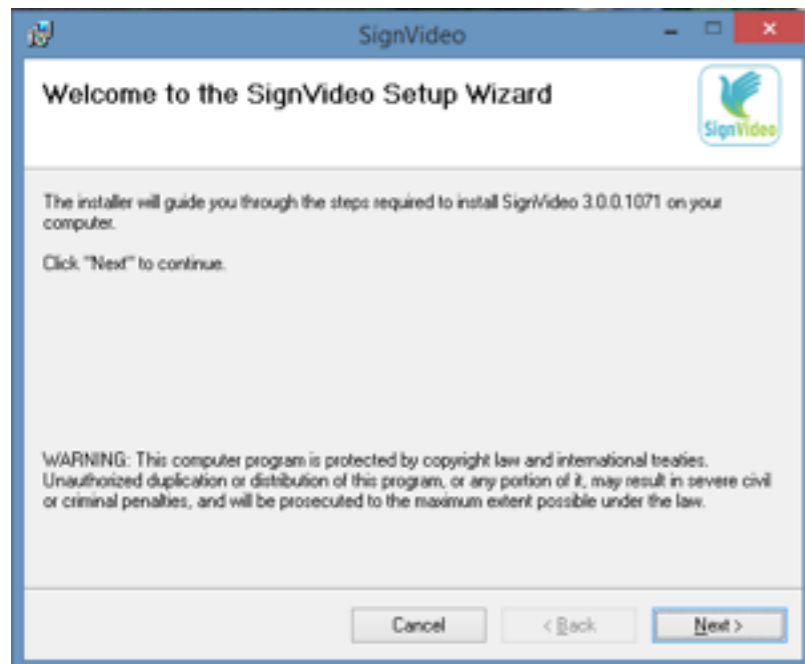 SignVideo
Welcome to the SignVideo Setup Wizard
SignVideo
The installer will guide you through the steps required to install SignVideo 3.0.0.1071 on your
computer.
Click "Next" to continue.
WARNING: This computer program is protected by copyright law and international treaties.
Unauthorized duplication or distribution of this program, or any portion of it, may result in severe civil
or criminal penalties, and will be prosecuted to the maximum extent possible under the law.
Cancel < Back Next >